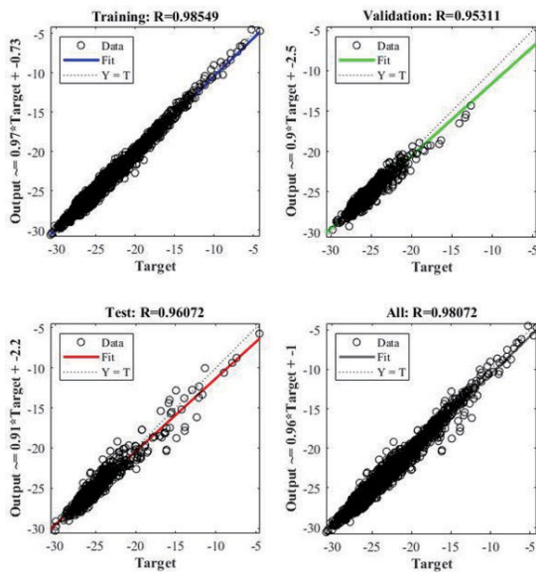 Training: R=0.98549
Output ~= 0.97*Target + -0.73
Data
Fit
Y = T
-5
-10
-15
-20
-25
-30
-30 -25 -20 -15 -10 -5
Target
Validation: R=0.95311
Output ~= 0.9*Target + -2.5
Data
Fit
Y = T
-5
-10
-15
-20
-25
-30
-30 -25 -20 -15 -10 -5
Target
Test: R=0.96072
Output ~= 0.91*Target + -2.2
Data
Fit
Y = T
-5
-10
-15
-20
-25
-30
-30 -25 -20 -15 -10 -5
Target
All: R=0.98072
Output ~= 0.96*Target + -1
Data
Fit
Y = T
-5
-10
-15
-20
-25
-30
-30 -25 -20 -15 -10 -5
Target